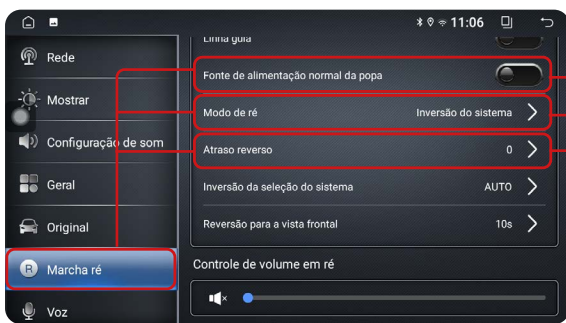 11:06
Linha guia
Rede
Fonte de alimentação normal da popa
Mostrar
Modo de ré Inversão do sistema
Configuração de som
Atraso reverso 0
Geral
Inversão da seleção do sistema AUTO
Original
Reversão para a vista frontal 10s
R Marcha ré
Controle de volume em ré
Voz